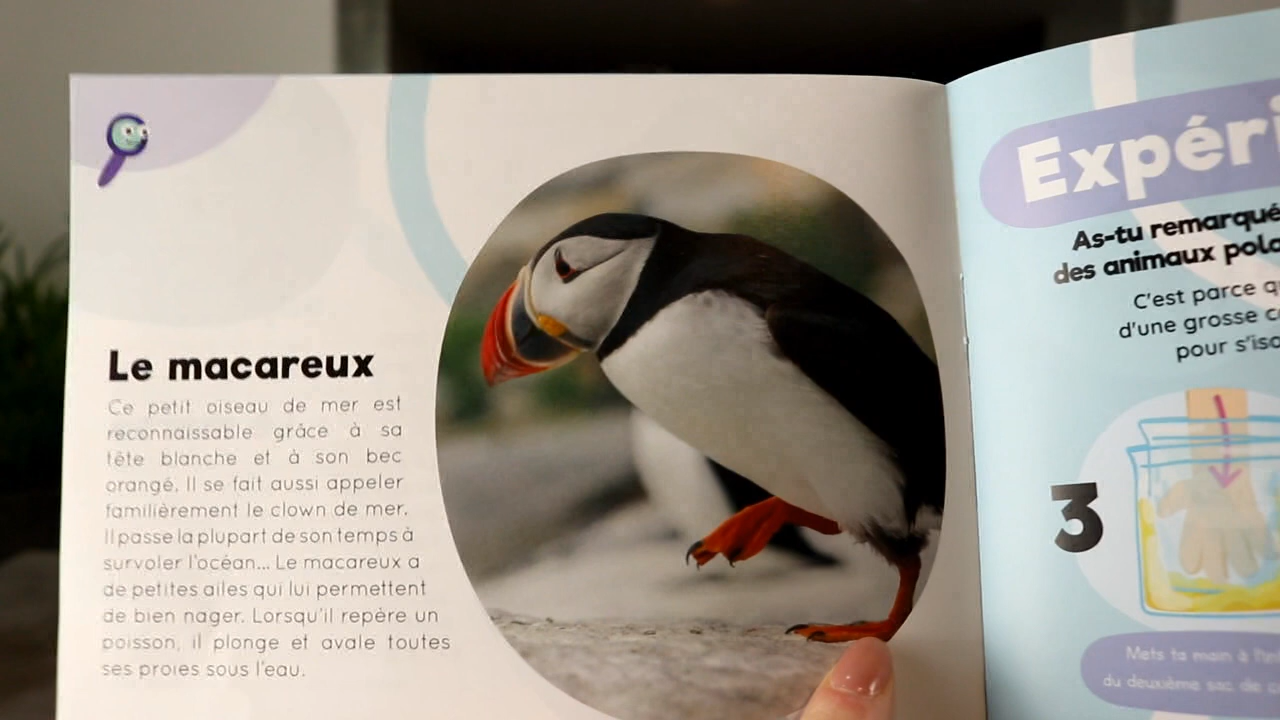 Le macareux
Ce petit oiseau de mer est
reconnaissable grâce à sa
tête blanche et à son bec
orangé. Il se fait aussi appeler
familièrement le clown de mer.
Il passe la plupart de son temps à
survoler l'océan... Le macareux a
de petites ailes qui lui permettent
de bien nager. Lorsqu'il repère un
poisson, il plonge et avale toutes
ses proies sous l'eau.
Expéri
As-tu remarqué
des animaux pola
C'est parce q
d'une grosse c
pour s'iso
3
Mets ta main à l'in
du deuxième sac de c